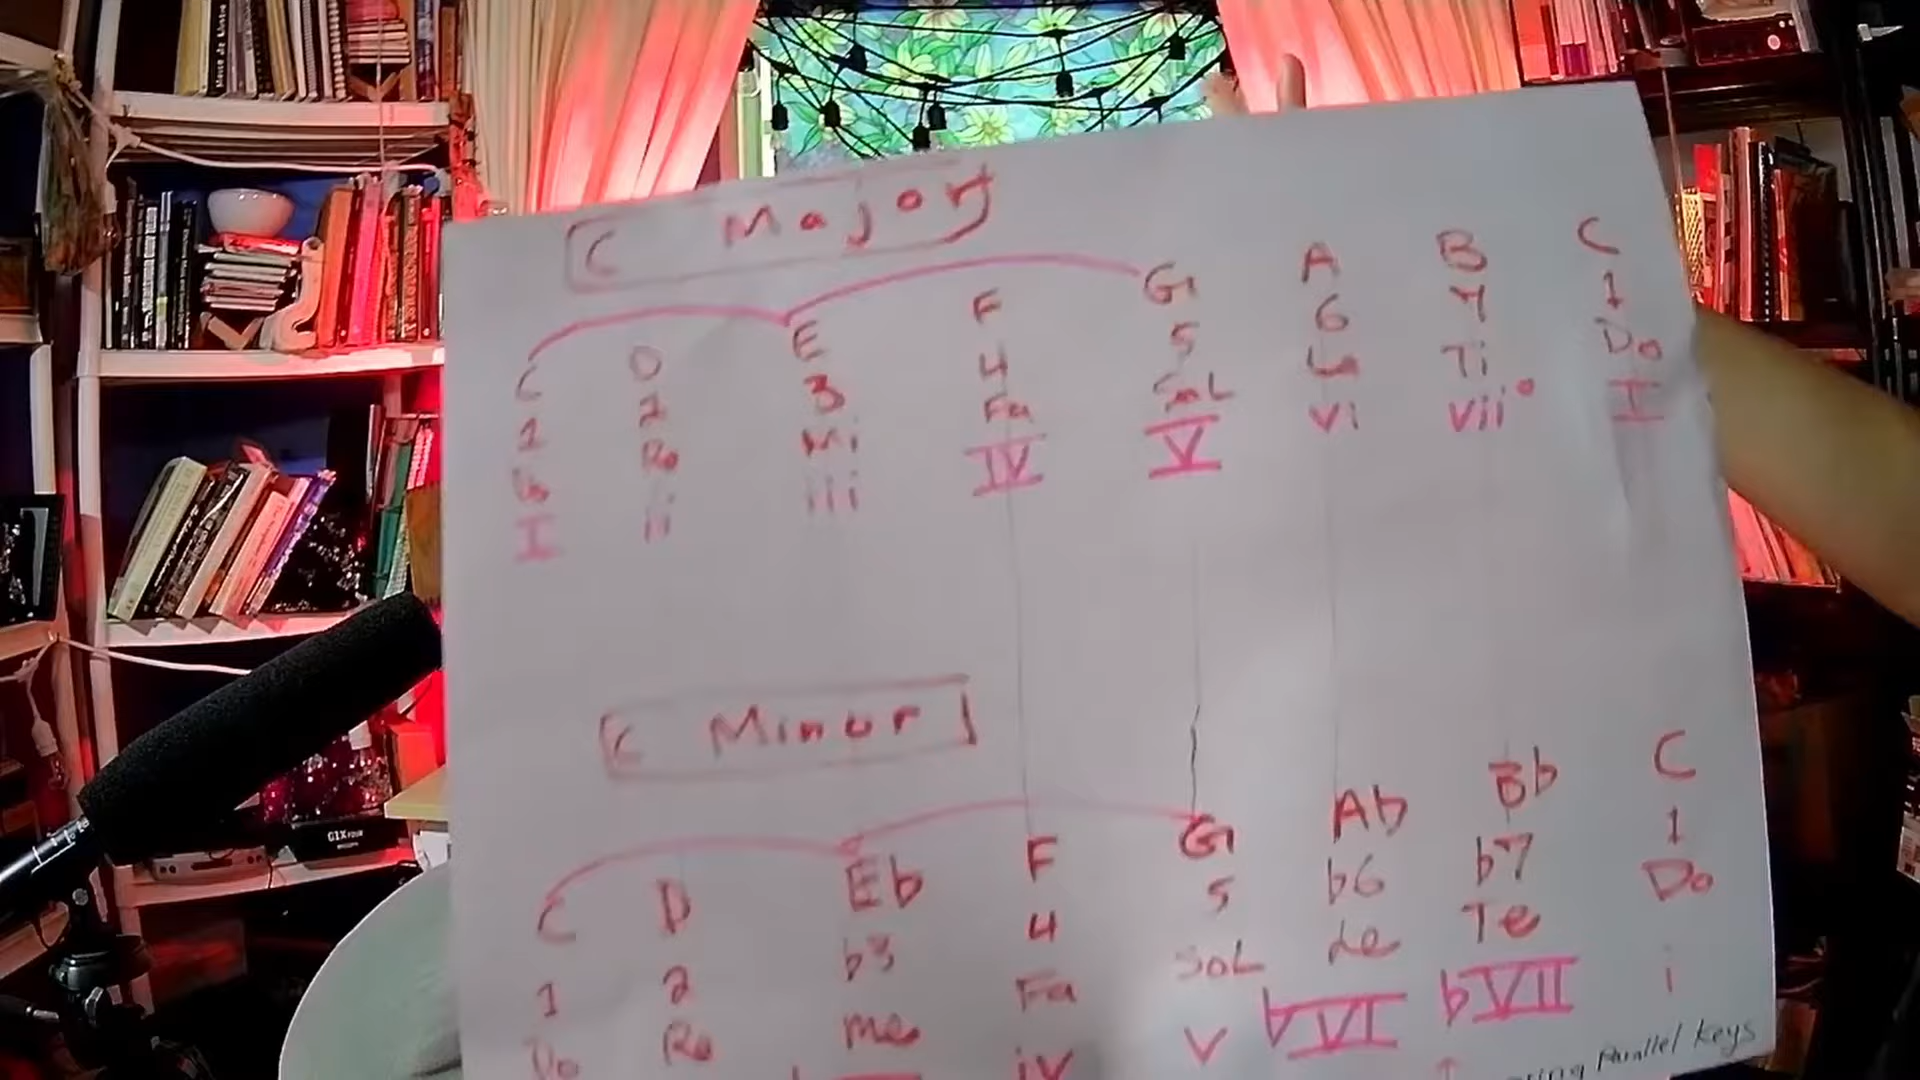 C Major
C D E F G A B C
1 2 3 4 5 6 7 1
Do Re Mi Fa SoL La Ti Do
I ii iii IV V vi vii° I
C Minor
C D Eb F G Ab Bb C
1 2 b3 4 5 b6 b7 1
Do Re me Fa SoL Le Te Do
iv v bVI bVII i
Parallel Keys